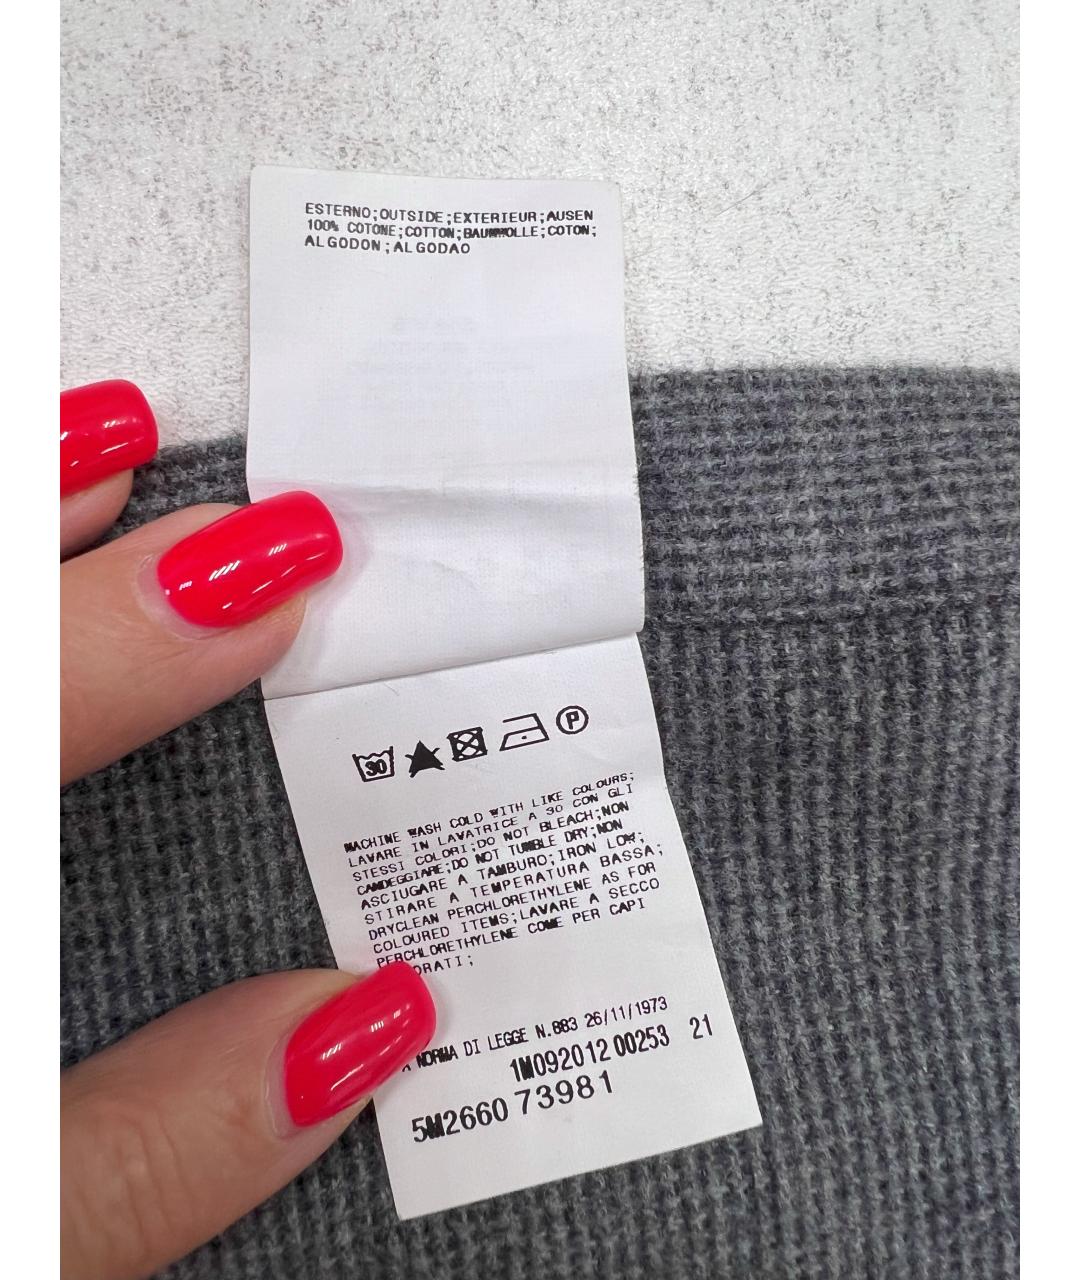 ESTERNO;OUTSIDE;EXTERIEUR;AUSEN
100% COTONE;COTTON;BAUMWOLLE;COTON;
ALGODON;ALGODAO
30 P
MACHINE WASH COLD WITH LIKE COLOURS;
LAVARE IN LAVATRICE A 30 CON GLI
STESSI COLORI;DO NOT BLEACH;NON
CANDEGGIARE;DO NOT TUMBLE DRY;NON
ASCIUGARE A TAMBURO;IRON LOW;
STIRARE A TEMPERATURA BASSA;
DRYCLEAN PERCHLORETHYLENE AS FOR
COLOURED ITEMS;LAVARE A SECCO
PERCHLORETHYLENE COME PER CAPI
ORATI;
A NORMA DI LEGGE N.883 26/11/1973
1M092012 00253 21
5M2660 73981